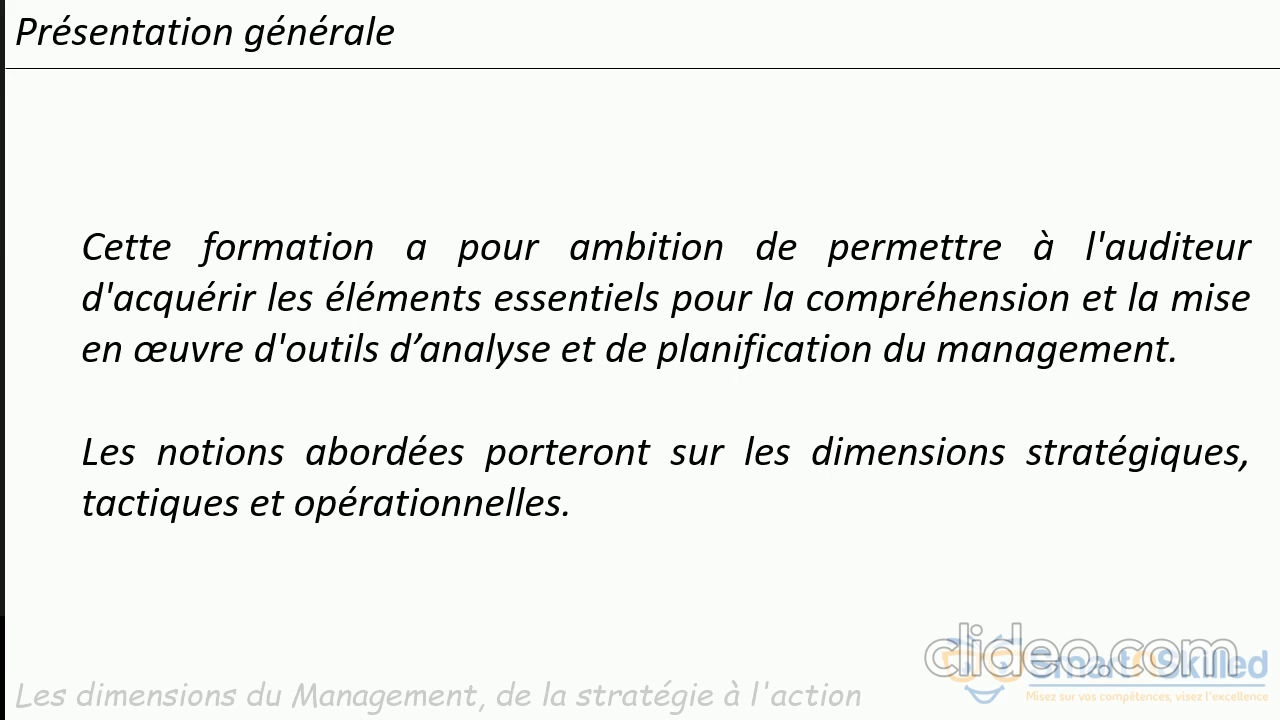 Présentation générale
Cette formation a pour ambition de permettre à l'auditeur
d'acquérir les éléments essentiels pour la compréhension et la mise
en œuvre d'outils d’analyse et de planification du management.
Les notions abordées porteront sur les dimensions stratégiques,
tactiques et opérationnelles.
clideo.com
Smart Skilled
Misez sur vos compétences, visez l'excellence
Les dimensions du Management, de la stratégie à l'action